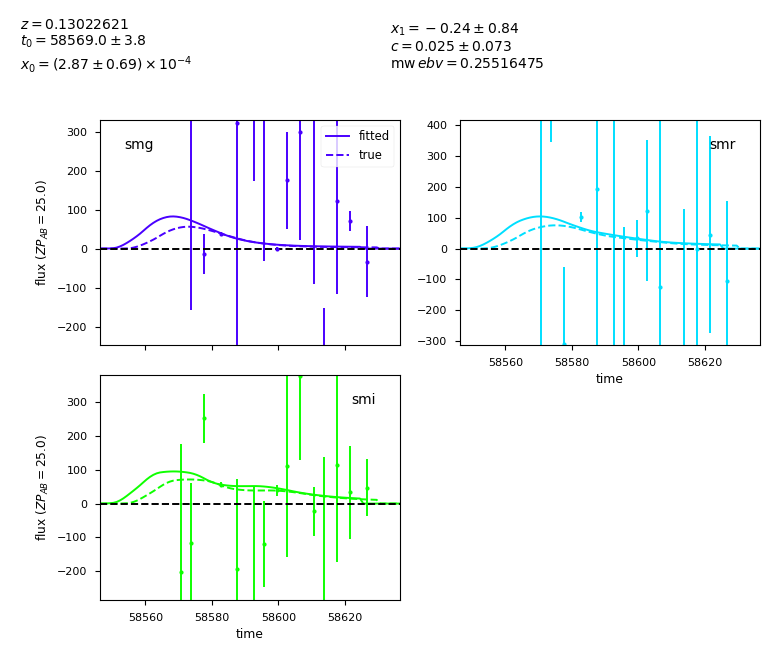 z = 0.13022621
t₀ = 58569.0 ± 3.8
x₀ = (2.87 ± 0.69) × 10⁻⁴
x₁ = −0.24 ± 0.84
c = 0.025 ± 0.073
mw ebv = 0.25516475
smg
fitted
true
300
200
100
0
−100
−200
flux (ZP_AB = 25.0)
smr
400
300
200
100
0
−100
−200
−300
58560 58580 58600 58620
time
smi
300
200
100
0
−100
−200
flux (ZP_AB = 25.0)
58560 58580 58600 58620
time